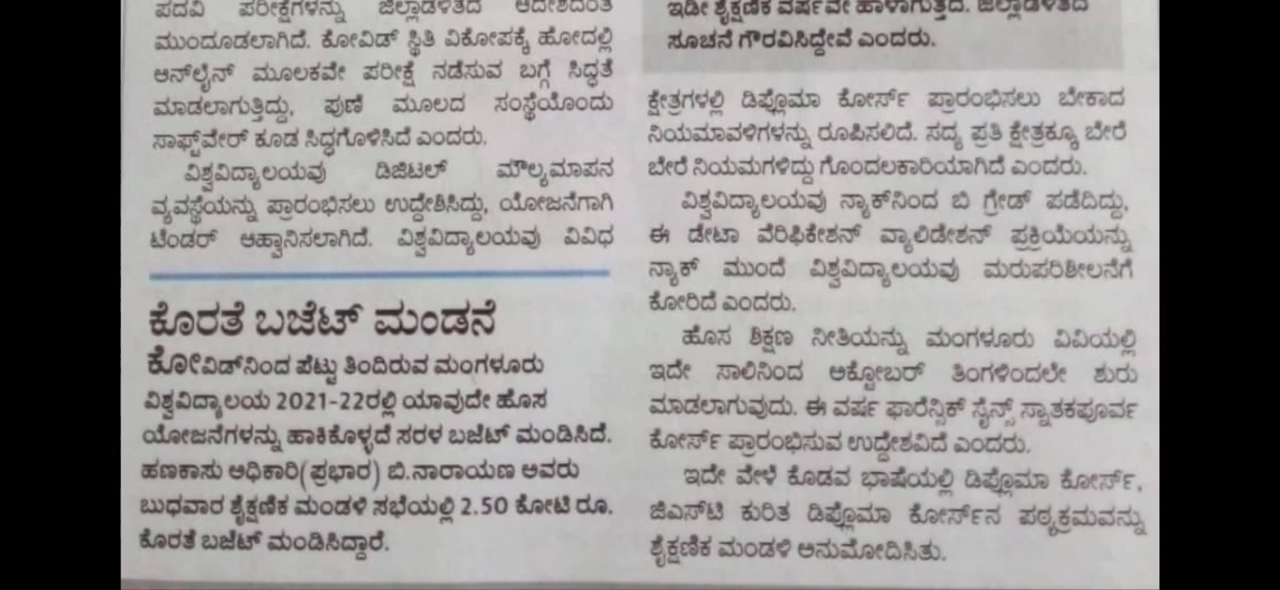 ಪದವಿ ಪರೀಕ್ಷೆಗಳನ್ನು ಜಿಲ್ಲಾಡಳಿತದ ಆದೇಶದಂತೆ
ಮುಂದೂಡಲಾಗಿದೆ. ಕೋವಿಡ್ ಸ್ಥಿತಿ ವಿಕೋಪಕ್ಕೆ ಹೋದಲ್ಲಿ
ಆನ್‌ಲೈನ್ ಮೂಲಕವೇ ಪರೀಕ್ಷೆ ನಡೆಸುವ ಬಗ್ಗೆ ಸಿದ್ಧತೆ
ಮಾಡಲಾಗುತ್ತಿದ್ದು, ಪುಣೆ ಮೂಲದ ಸಂಸ್ಥೆಯೊಂದು
ಸಾಫ್ಟ್‌ವೇರ್ ಕೂಡ ಸಿದ್ಧಗೊಳಿಸಿದೆ ಎಂದರು.
ವಿಶ್ವವಿದ್ಯಾಲಯವು ಡಿಜಿಟಲ್ ಮೌಲ್ಯಮಾಪನ
ವ್ಯವಸ್ಥೆಯನ್ನು ಪ್ರಾರಂಭಿಸಲು ಉದ್ದೇಶಿಸಿದ್ದು, ಯೋಜನೆಗಾಗಿ
ಟೆಂಡರ್ ಆಹ್ವಾನಿಸಲಾಗಿದೆ. ವಿಶ್ವವಿದ್ಯಾಲಯವು ವಿವಿಧ
ಕೊರತೆ ಬಜೆಟ್ ಮಂಡನೆ
ಕೋವಿಡ್‌ನಿಂದ ಪೆಟ್ಟು ತಿಂದಿರುವ ಮಂಗಳೂರು
ವಿಶ್ವವಿದ್ಯಾಲಯ 2021-22ರಲ್ಲಿ ಯಾವುದೇ ಹೊಸ
ಯೋಜನೆಗಳನ್ನು ಹಾಕಿಕೊಳ್ಳದೆ ಸರಳ ಬಜೆಟ್ ಮಂಡಿಸಿದೆ.
ಹಣಕಾಸು ಅಧಿಕಾರಿ(ಪ್ರಭಾರ) ಬಿ.ನಾರಾಯಣ ಅವರು
ಬುಧವಾರ ಶೈಕ್ಷಣಿಕ ಮಂಡಳಿ ಸಭೆಯಲ್ಲಿ 2.50 ಕೋಟಿ ರೂ.
ಕೊರತೆ ಬಜೆಟ್ ಮಂಡಿಸಿದ್ದಾರೆ.
ಇಡೀ ಶೈಕ್ಷಣಿಕ ವರ್ಷವೇ ಹಾಳಾಗುತ್ತದೆ. ಜಿಲ್ಲಾಡಳಿತದ
ಸೂಚನೆ ಗೌರವಿಸಿದ್ದೇವೆ ಎಂದರು.
ಕ್ಷೇತ್ರಗಳಲ್ಲಿ ಡಿಪ್ಲೊಮಾ ಕೋರ್ಸ್ ಪ್ರಾರಂಭಿಸಲು ಬೇಕಾದ
ನಿಯಮಾವಳಿಗಳನ್ನು ರೂಪಿಸಲಿದೆ. ಸದ್ಯ ಪ್ರತಿ ಕ್ಷೇತ್ರಕ್ಕೂ ಬೇರೆ
ಬೇರೆ ನಿಯಮಗಳಿದ್ದು ಗೊಂದಲಕಾರಿಯಾಗಿದೆ ಎಂದರು.
ವಿಶ್ವವಿದ್ಯಾಲಯವು ನ್ಯಾಕ್‌ನಿಂದ ಬಿ ಗ್ರೇಡ್ ಪಡೆದಿದ್ದು,
ಈ ಡೇಟಾ ವೆರಿಫಿಕೇಶನ್ ವ್ಯಾಲಿಡೇಶನ್ ಪ್ರಕ್ರಿಯೆಯನ್ನು
ನ್ಯಾಕ್ ಮುಂದೆ ವಿಶ್ವವಿದ್ಯಾಲಯವು ಮರುಪರಿಶೀಲನೆಗೆ
ಕೋರಿದೆ ಎಂದರು.
ಹೊಸ ಶಿಕ್ಷಣ ನೀತಿಯನ್ನು ಮಂಗಳೂರು ವಿವಿಯಲ್ಲಿ
ಇದೇ ಸಾಲಿನಿಂದ ಅಕ್ಟೋಬರ್ ತಿಂಗಳಿಂದಲೇ ಶುರು
ಮಾಡಲಾಗುವುದು. ಈ ವರ್ಷ ಫಾರೆನ್ಸಿಕ್ ಸೈನ್ಸ್ ಸ್ನಾತಕಪೂರ್ವ
ಕೋರ್ಸ್ ಪ್ರಾರಂಭಿಸುವ ಉದ್ದೇಶವಿದೆ ಎಂದರು.
ಇದೇ ವೇಳೆ ಕೊಡವ ಭಾಷೆಯಲ್ಲಿ ಡಿಪ್ಲೊಮಾ ಕೋರ್ಸ್,
ಜಿಎಸ್‌ಟಿ ಕುರಿತ ಡಿಪ್ಲೊಮಾ ಕೋರ್ಸ್‌ನ ಪಠ್ಯಕ್ರಮವನ್ನು
ಶೈಕ್ಷಣಿಕ ಮಂಡಳಿ ಅನುಮೋದಿಸಿತು.